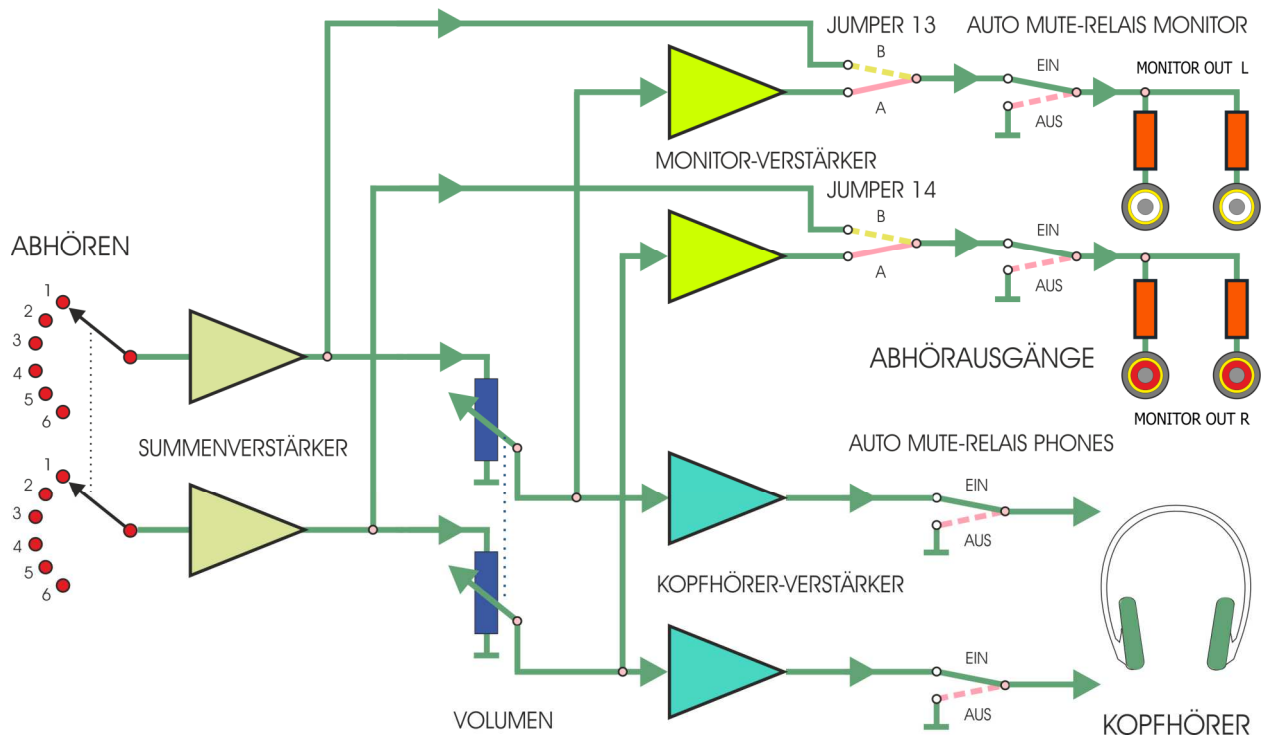 JUMPER 13
AUTO MUTE-RELAIS MONITOR
B
A
EIN
AUS
MONITOR OUT L
MONITOR-VERSTÄRKER
JUMPER 14
B
A
EIN
AUS
ABHÖRAUSGÄNGE
MONITOR OUT R
ABHÖREN
1
2
3
4
5
6
SUMMENVERSTÄRKER
1
2
3
4
5
6
AUTO MUTE-RELAIS PHONES
EIN
AUS
KOPFHÖRER-VERSTÄRKER
EIN
AUS
VOLUMEN
KOPFHÖRER